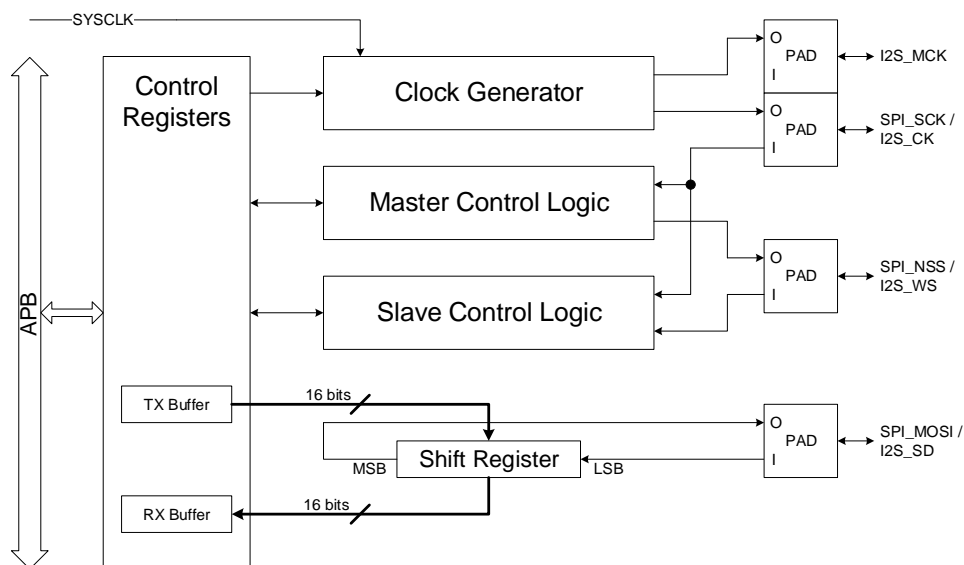 SYSCLK
O
PAD
I
I2S_MCK
Control
Registers
Clock Generator
O
PAD
I
SPI_SCK /
I2S_CK
Master Control Logic
O
PAD
I
SPI_NSS /
I2S_WS
APB
Slave Control Logic
TX Buffer
16 bits
O
PAD
I
SPI_MOSI /
I2S_SD
MSB
Shift Register
LSB
RX Buffer
16 bits